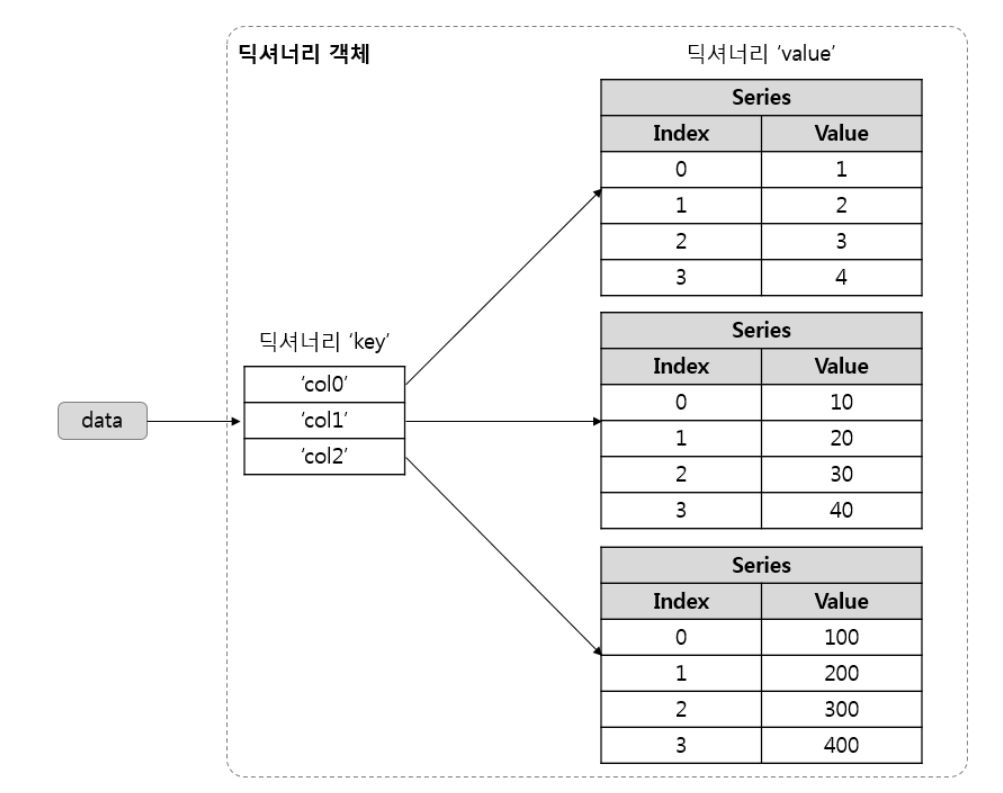 딕셔너리 객체
딕셔너리 ‘value’
Series
Index Value
0 1
1 2
2 3
3 4
딕셔너리 ‘key’
‘col0’
‘col1’
‘col2’
data
Series
Index Value
0 10
1 20
2 30
3 40
Series
Index Value
0 100
1 200
2 300
3 400